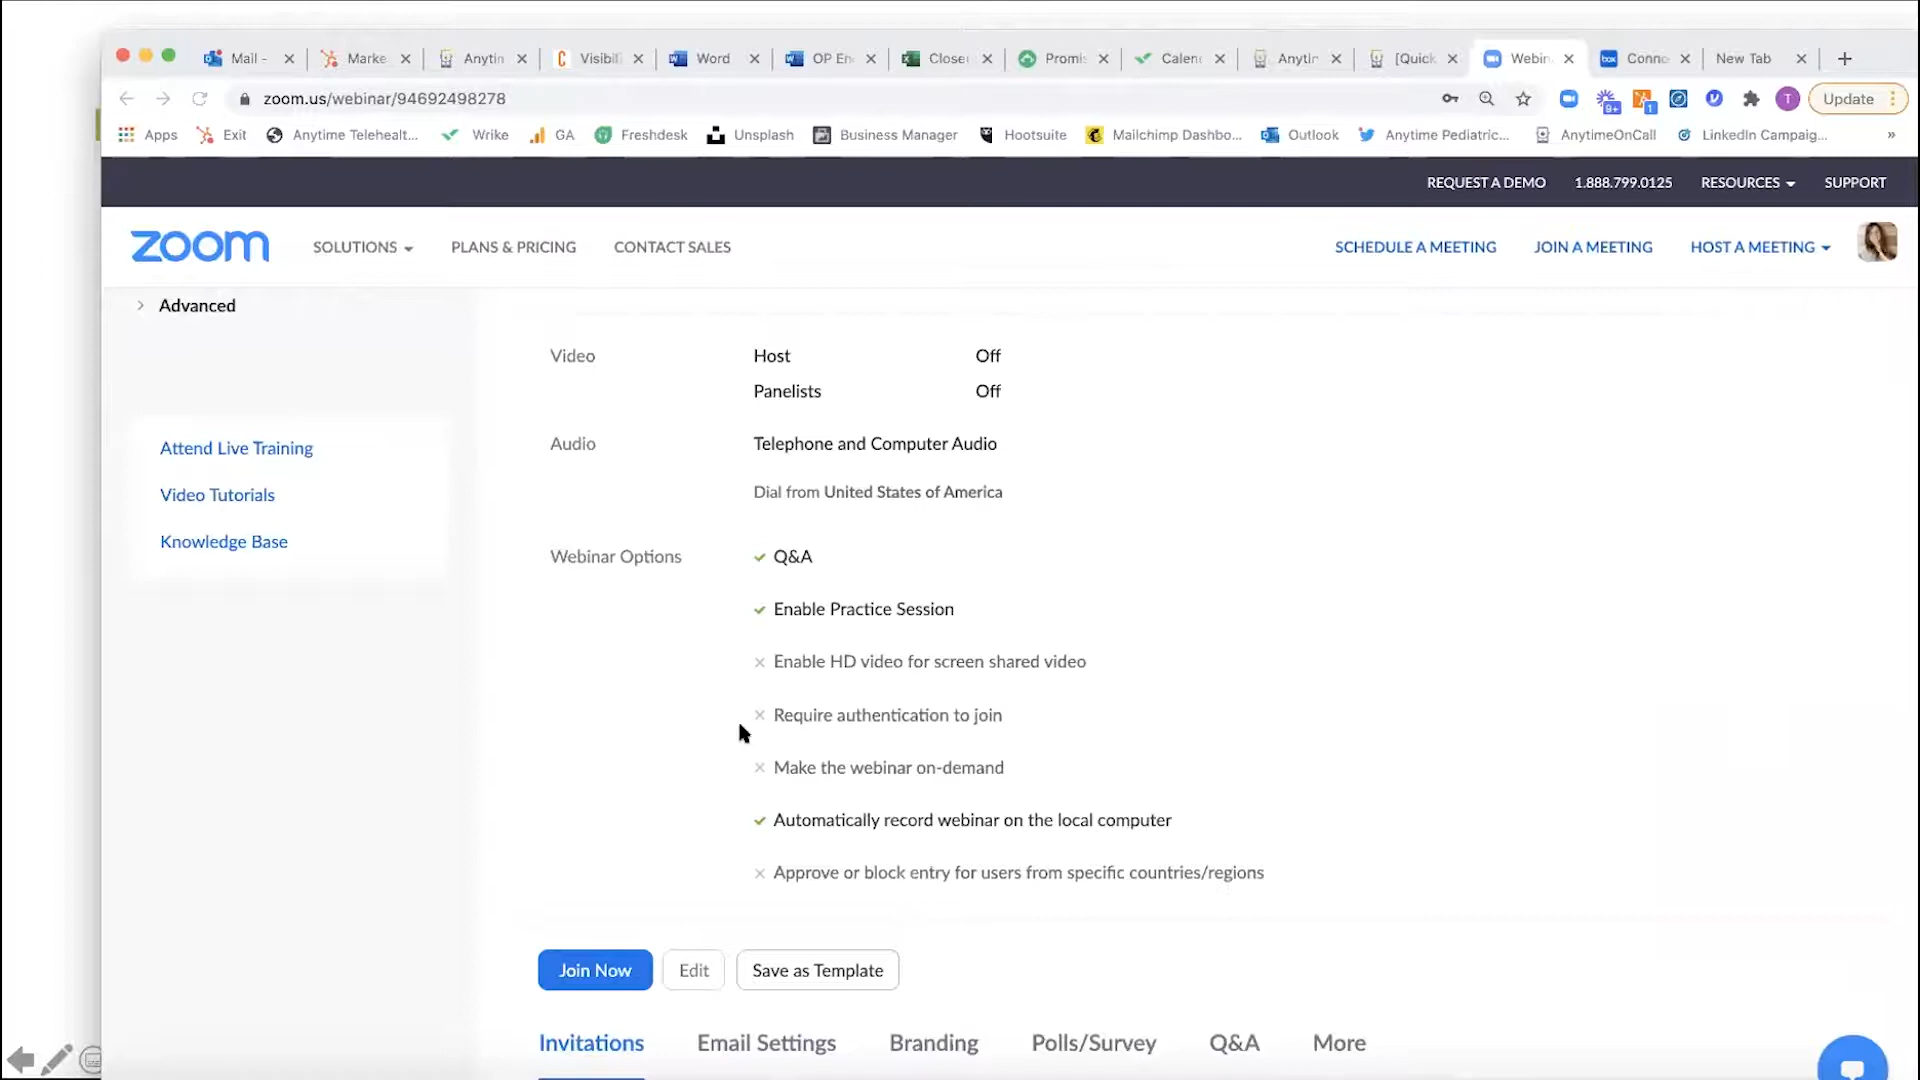 Mail -
Marke
Anytin
Visibili
Word
OP En
Close
Promis
Calend
Anytin
[Quick
Webin
Conne
New Tab
zoom.us/webinar/94692498278
9+
1
T
Update
Apps
Exit
Anytime Telehealt...
Wrike
GA
Freshdesk
Unsplash
Business Manager
Hootsuite
Mailchimp Dashbo...
Outlook
Anytime Pediatric...
AnytimeOnCall
LinkedIn Campaig...
»
REQUEST A DEMO 1.888.799.0125 RESOURCES SUPPORT
zoom SOLUTIONS PLANS & PRICING CONTACT SALES SCHEDULE A MEETING JOIN A MEETING HOST A MEETING
Advanced
Attend Live Training
Video Tutorials
Knowledge Base
Video Host Off
Panelists Off
Audio Telephone and Computer Audio
Dial from United States of America
Webinar Options Q&A
Enable Practice Session
Enable HD video for screen shared video
Require authentication to join
Make the webinar on-demand
Automatically record webinar on the local computer
Approve or block entry for users from specific countries/regions
Join Now Edit Save as Template
Invitations Email Settings Branding Polls/Survey Q&A More